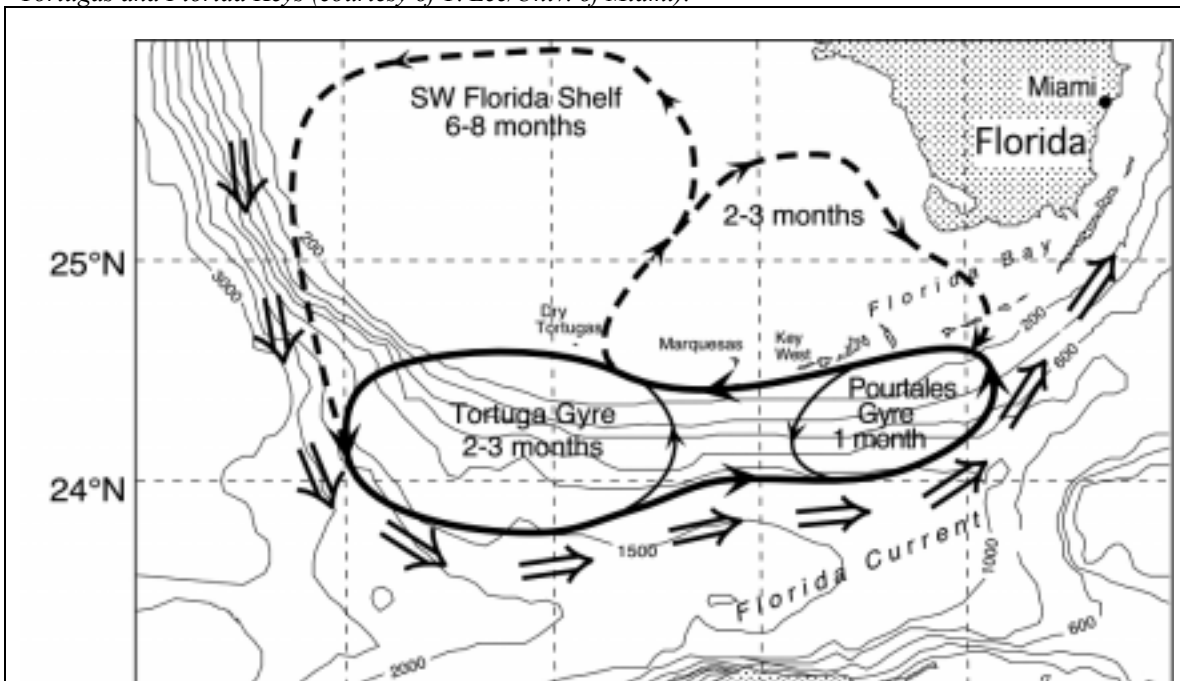 Tortugas and Florida Keys (courtesy of T. Lee/Univ. of Miami).
SW Florida Shelf
6-8 months
Miami
Florida
2-3 months
200
25°N
3000
Florida Bay
Dry
Tortugas
Marquesas
Key
West
200
600
Pourtales
Gyre
1 month
Tortuga Gyre
2-3 months
24°N
1500
Florida Current
1000
600
2000